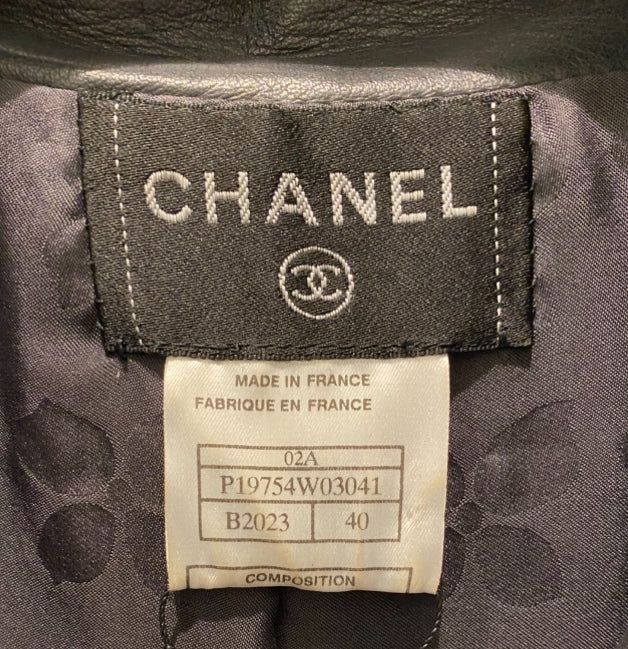 CHANEL
MADE IN FRANCE
FABRIQUE EN FRANCE
02A
P19754W03041
B2023 40
COMPOSITION